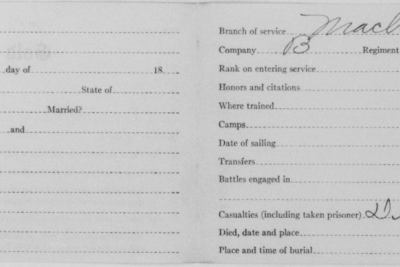 day of 18
State of
Married?
and
Branch of service
Company B Regiment
Rank on entering service
Honors and citations
Where trained
Camps
Date of sailing
Transfers
Battles engaged in
Casualties (including taken prisoner)
Died, date and place
Place and time of burial